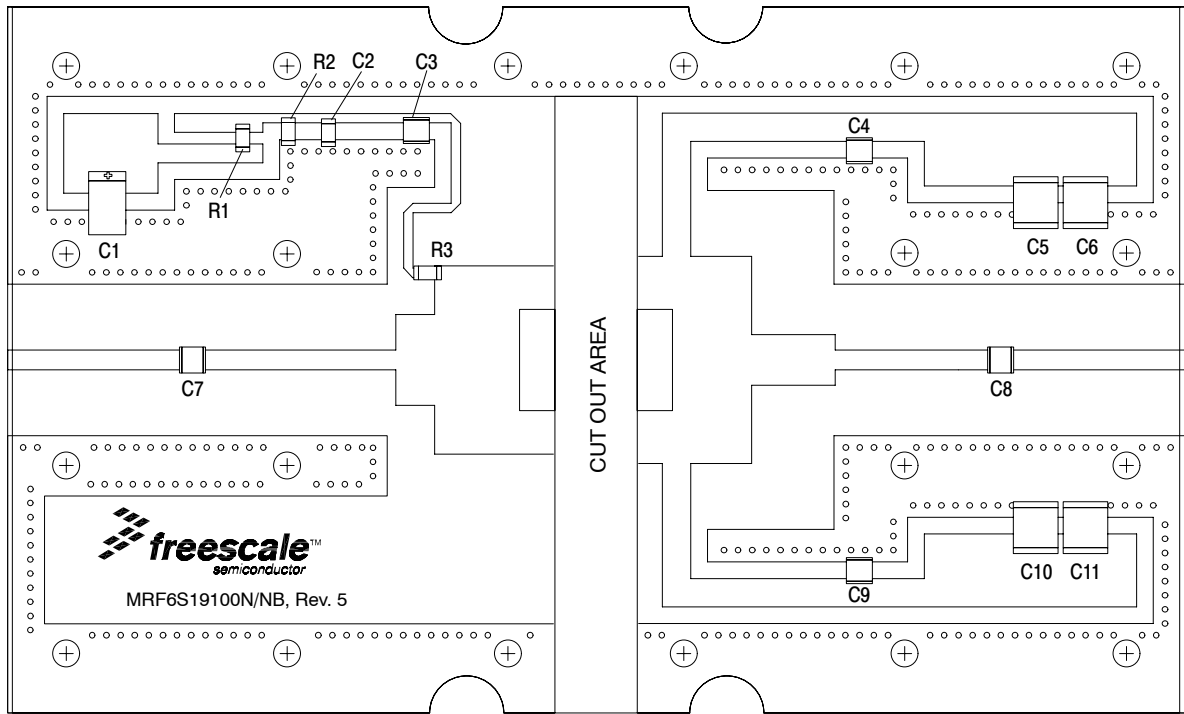 R2 C2 C3
C4
R1
C1
R3
C5 C6
C7
C8
CUT OUT AREA
freescale™
semiconductor
MRF6S19100N/NB, Rev. 5
C10 C11
C9